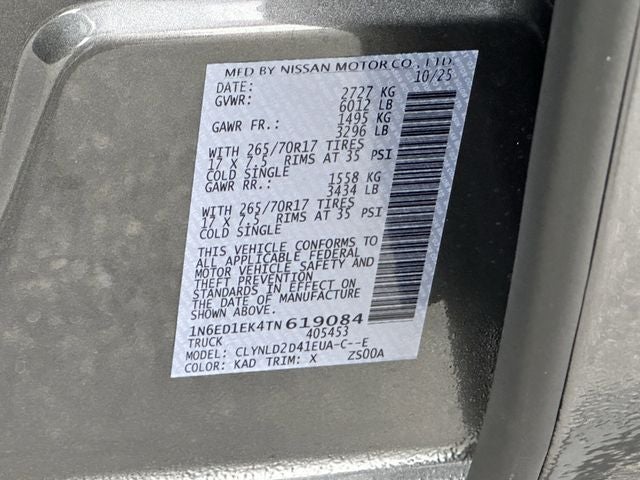 MFD BY NISSAN MOTOR CO., LTD.
DATE: 10/25
GVWR: 2727 KG
6012 LB
GAWR FR.: 1495 KG
3296 LB
WITH 265/70R17 TIRES
17 X 7.5 RIMS AT 35 PSI
COLD SINGLE
GAWR RR.: 1558 KG
3434 LB
WITH 265/70R17 TIRES
17 X 7.5 RIMS AT 35 PSI
COLD SINGLE
THIS VEHICLE CONFORMS TO
ALL APPLICABLE FEDERAL
MOTOR VEHICLE SAFETY AND
THEFT PREVENTION
STANDARDS IN EFFECT ON
THE DATE OF MANUFACTURE
SHOWN ABOVE.
1N6ED1EK4TN619084
TRUCK 405453
MODEL: CLYNLD2D41EUA-C--E
COLOR: KAD TRIM: X ZS00A